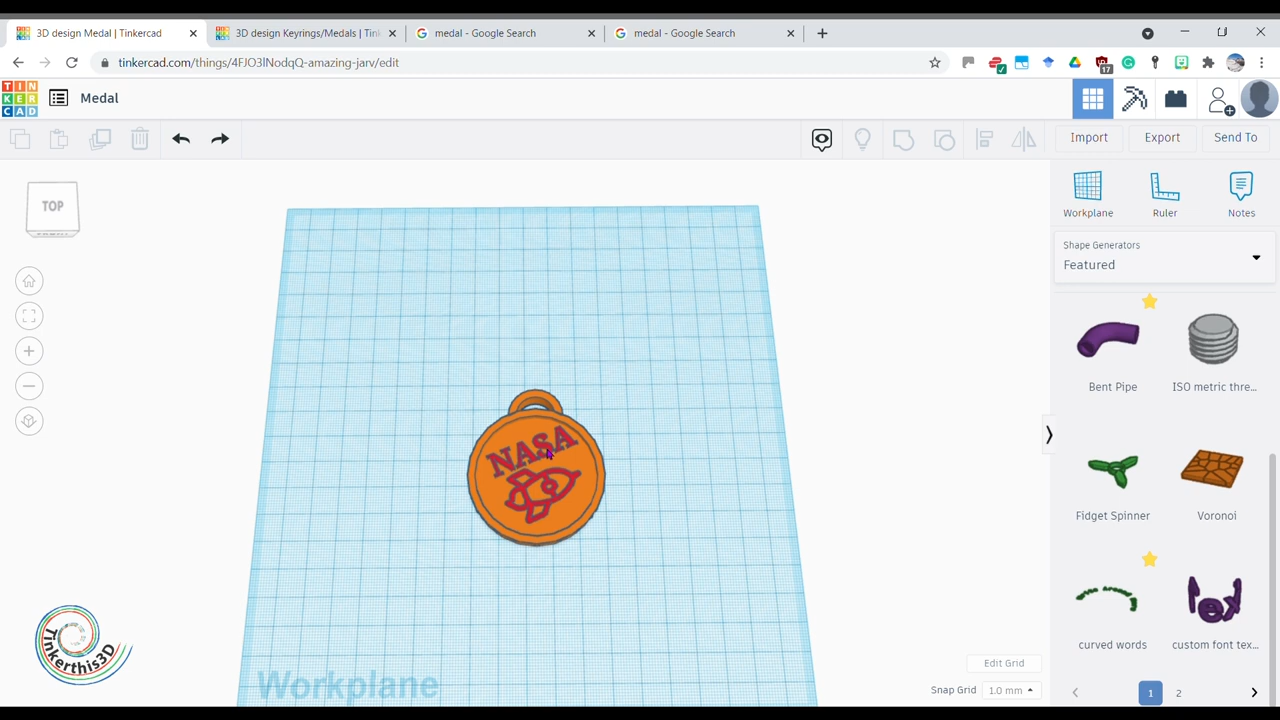 3D design Medal | Tinkercad
3D design Keyrings/Medals | Tin
medal - Google Search
medal - Google Search
tinkercad.com/things/4FJO3lNodqQ-amazing-jarv/edit
17
TIN
KER
CAD
Medal
Import
Export
Send To
TOP
Workplane
Ruler
Notes
Shape Generators
Featured
Bent Pipe
ISO metric thre...
NASA
Fidget Spinner
Voronoi
curved words
custom font tex...
Tinkerthis3D
Workplane
Edit Grid
Snap Grid
1.0 mm
1
2